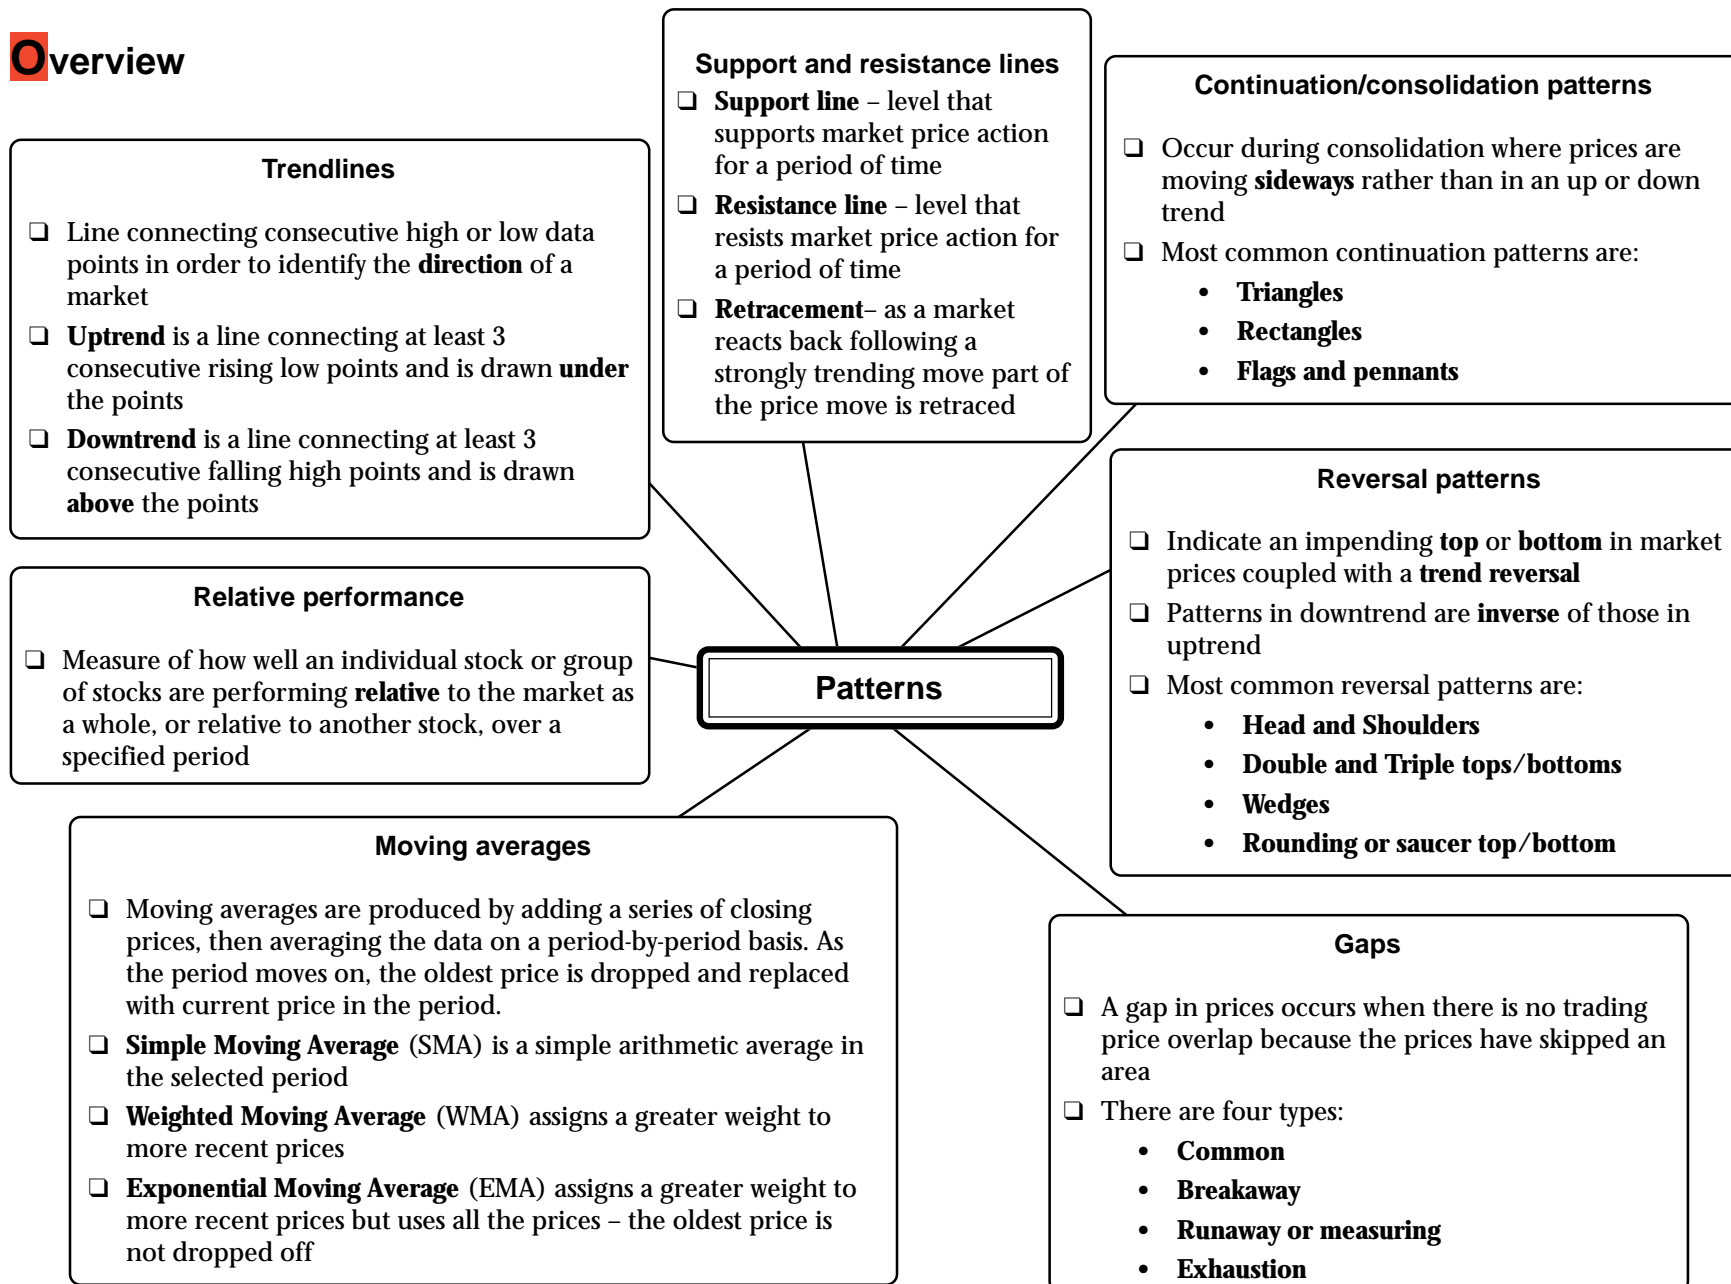 Overview
Trendlines
❑ Line connecting consecutive high or low data
points in order to identify the direction of a
market
❑ Uptrend is a line connecting at least 3
consecutive rising low points and is drawn under
the points
❑ Downtrend is a line connecting at least 3
consecutive falling high points and is drawn
above the points
Support and resistance lines
❑ Support line – level that
supports market price action
for a period of time
❑ Resistance line – level that
resists market price action for
a period of time
❑ Retracement– as a market
reacts back following a
strongly trending move part of
the price move is retraced
Continuation/consolidation patterns
❑ Occur during consolidation where prices are
moving sideways rather than in an up or down
trend
❑ Most common continuation patterns are:
• Triangles
• Rectangles
• Flags and pennants
Relative performance
❑ Measure of how well an individual stock or group
of stocks are performing relative to the market as
a whole, or relative to another stock, over a
specified period
Patterns
Reversal patterns
❑ Indicate an impending top or bottom in market
prices coupled with a trend reversal
❑ Patterns in downtrend are inverse of those in
uptrend
❑ Most common reversal patterns are:
• Head and Shoulders
• Double and Triple tops/bottoms
• Wedges
• Rounding or saucer top/bottom
Moving averages
❑ Moving averages are produced by adding a series of closing
prices, then averaging the data on a period-by-period basis. As
the period moves on, the oldest price is dropped and replaced
with current price in the period.
❑ Simple Moving Average (SMA) is a simple arithmetic average in
the selected period
❑ Weighted Moving Average (WMA) assigns a greater weight to
more recent prices
❑ Exponential Moving Average (EMA) assigns a greater weight to
more recent prices but uses all the prices – the oldest price is
not dropped off
Gaps
❑ A gap in prices occurs when there is no trading
price overlap because the prices have skipped an
area
❑ There are four types:
• Common
• Breakaway
• Runaway or measuring
• Exhaustion